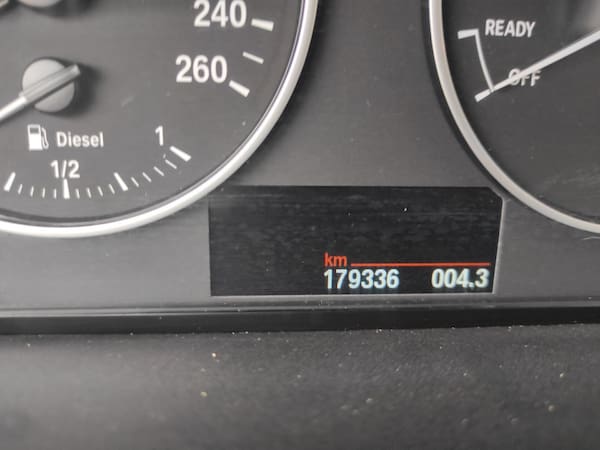 240
260
Diesel
1/2
1
READY
OFF
km
179336 004.3